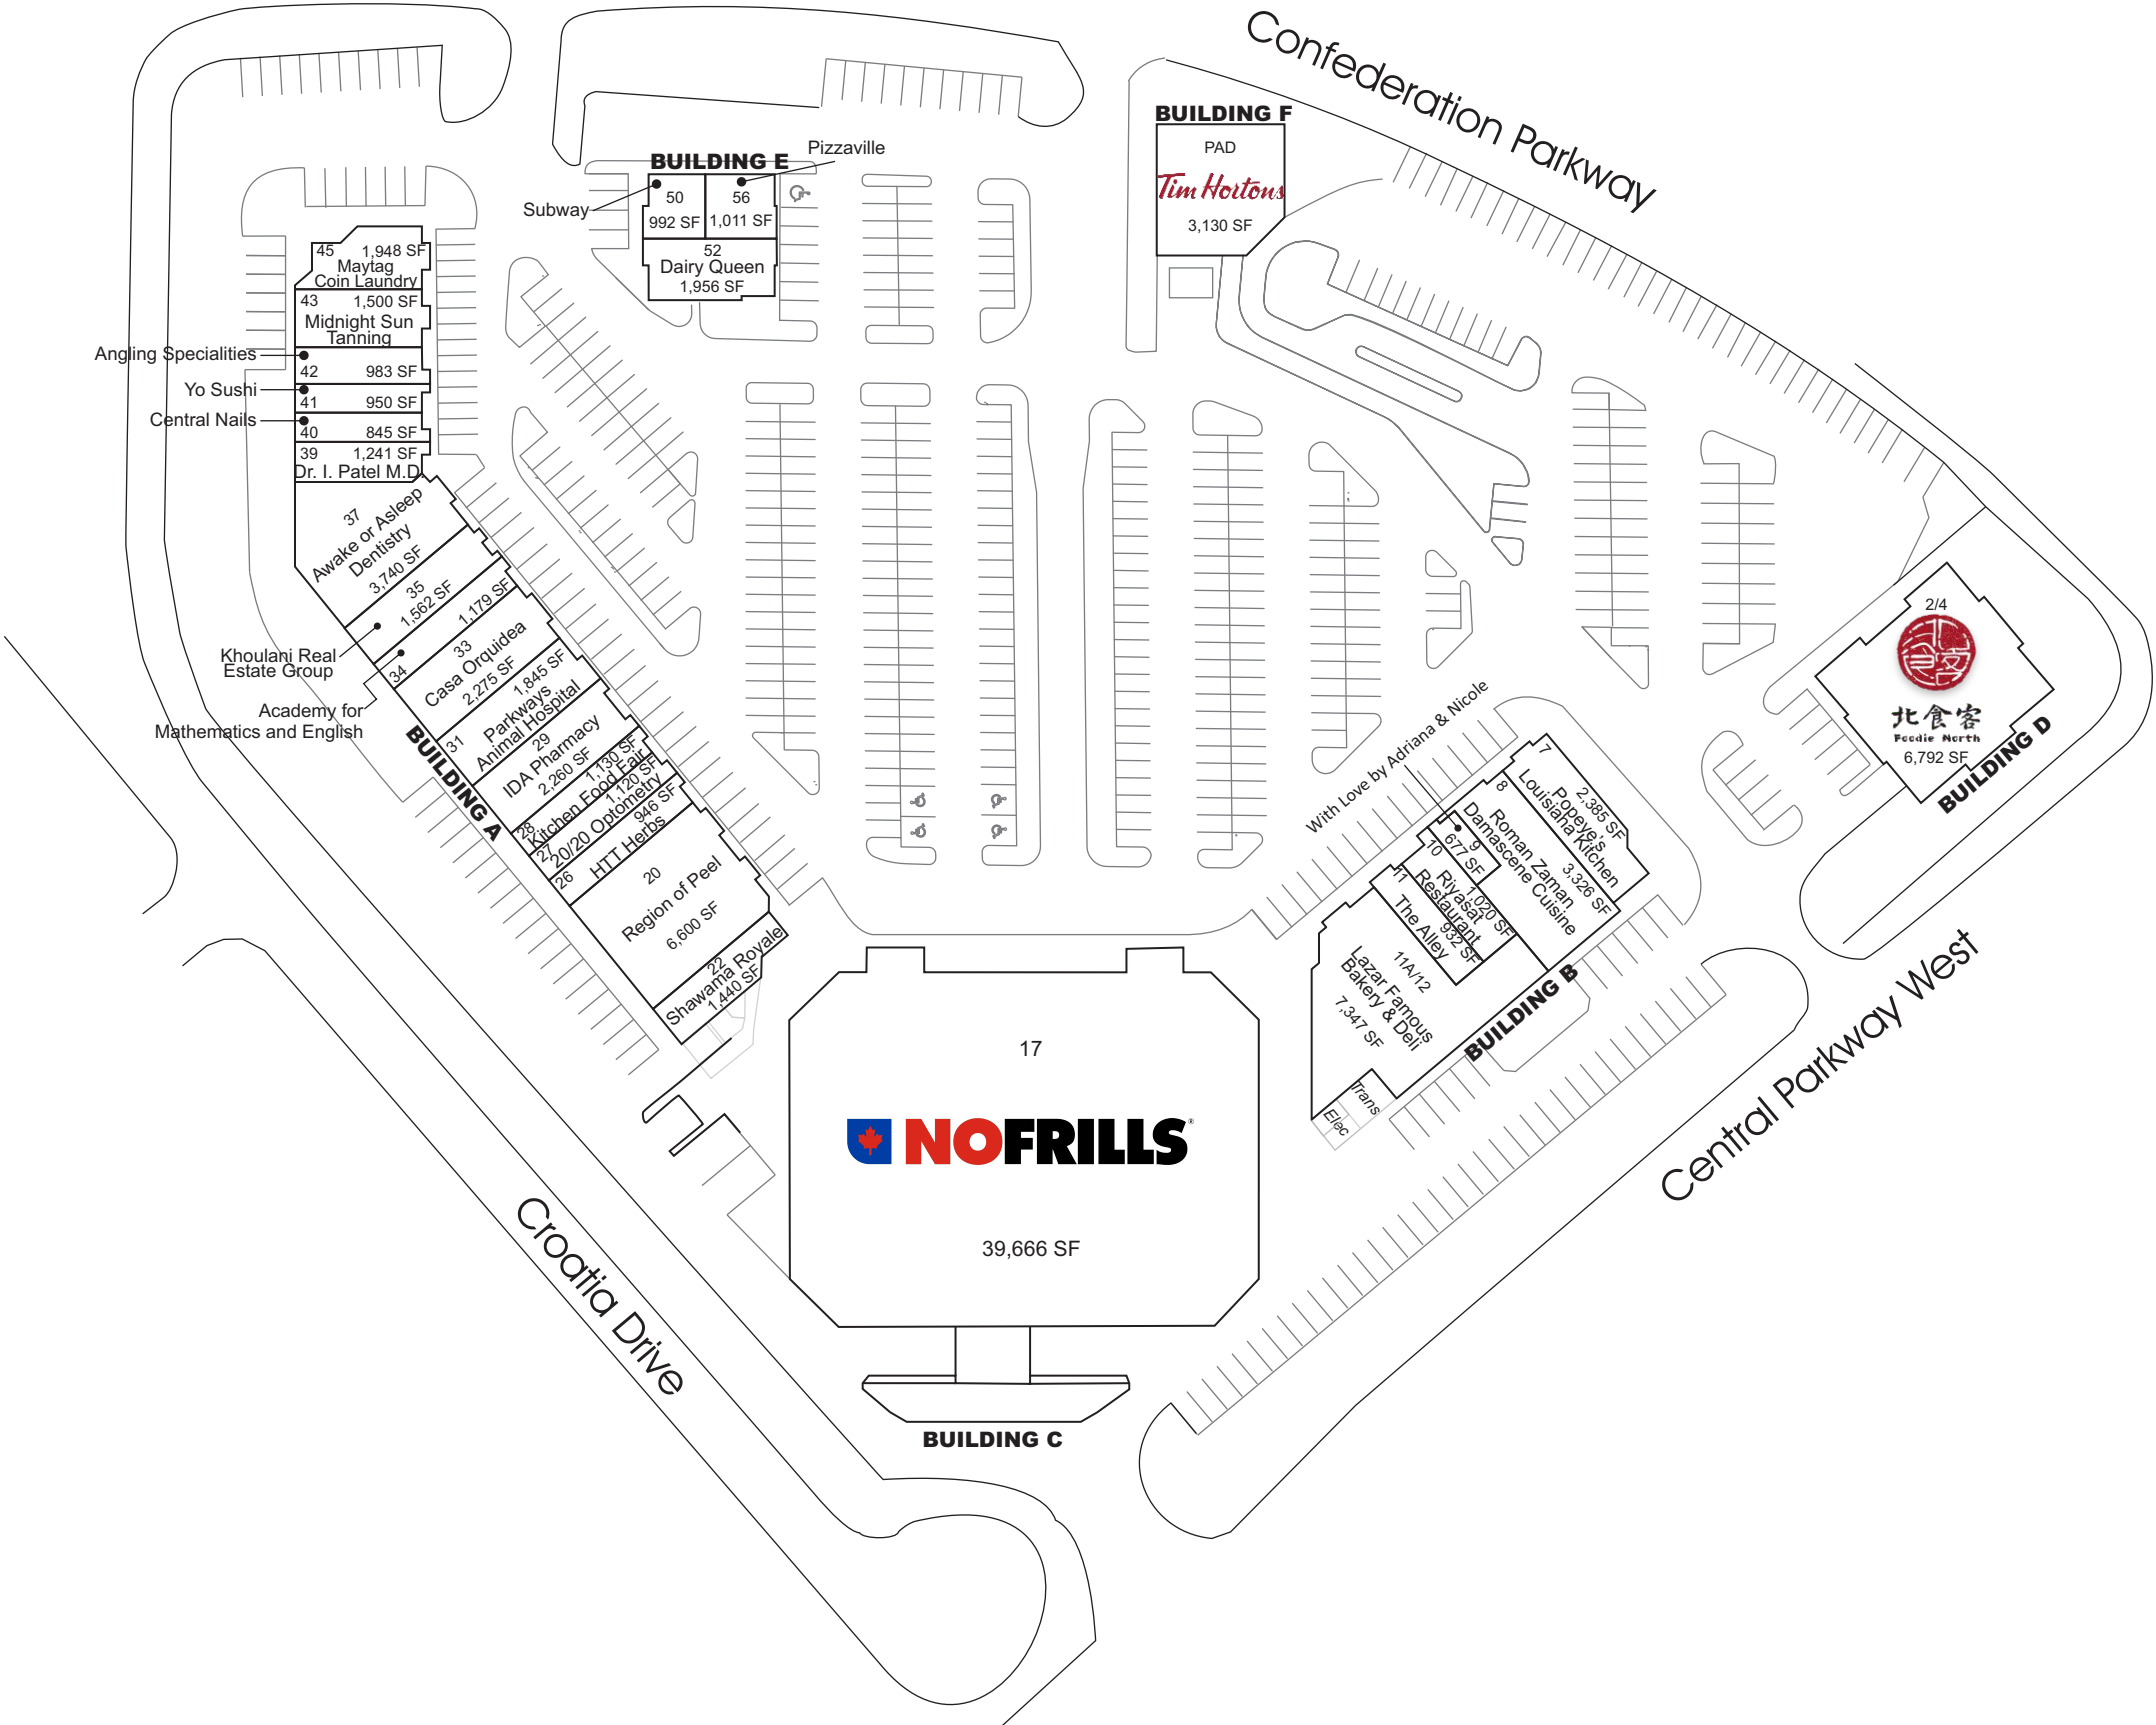 Confederation Parkway
BUILDING F
PAD
Tim Hortons
3,130 SF
BUILDING E
Pizzaville
Subway
50
992 SF
56
1,011 SF
52
Dairy Queen
1,956 SF
45 1,948 SF
Maytag
Coin Laundry
43 1,500 SF
Midnight Sun
Tanning
Angling Specialities
42 983 SF
Yo Sushi
41 950 SF
Central Nails
40 845 SF
39 1,241 SF
Dr. I. Patel M.D.
37
Awake or Asleep
Dentistry
3,740 SF
35
1,562 SF
Khoulani Real
Estate Group
34
1,179 SF
Academy for
Mathematics and English
33
Casa Orquidea
2,275 SF
31
1,845 SF
Parkways
Animal Hospital
29
IDA Pharmacy
2,260 SF
28
1,130 SF
Kitchen Food Fair
27
1,120 SF
20/20 Optometry
26
946 SF
HTT Herbs
20
Region of Peel
6,600 SF
22
Shawama Royale
1,440 SF
BUILDING A
With Love by Adriana & Nicole
7
2,385 SF
Popeye's
Louisiana Kitchen
8
3,326 SF
Roman Zaman
Damascene Cuisine
9
677 SF
10
1,020 SF
Riyasat
Restaurant
11
932 SF
The Alley
11A/12
Lazar Famous
Bakery & Deli
7,347 SF
Elec
Trans
BUILDING B
2/4
北食客
Foodie North
6,792 SF
BUILDING D
Central Parkway West
17
NOFRILLS®
39,666 SF
BUILDING C
Croatia Drive